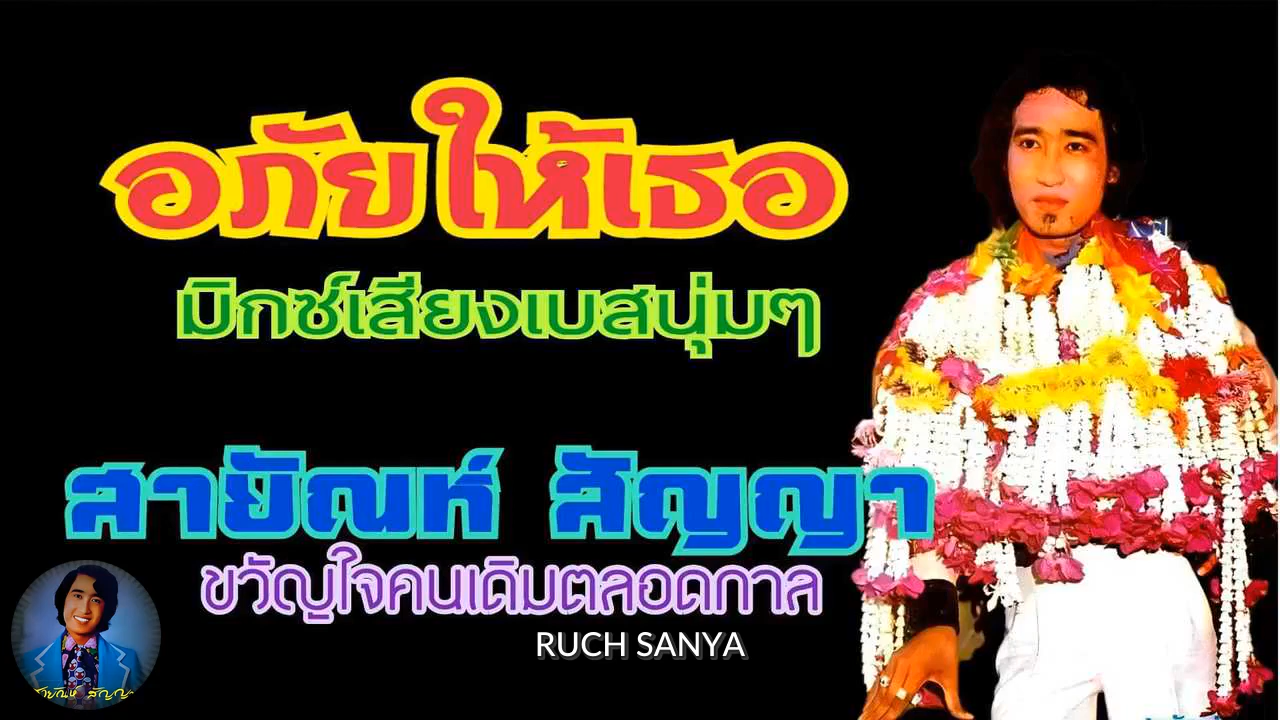 อภัยให้เธอ
มิกซ์เสียงเบสนุ่มๆ
สายัณห์ สัญญา
ขวัญใจคนเดิมตลอดกาล
RUCH SANYA